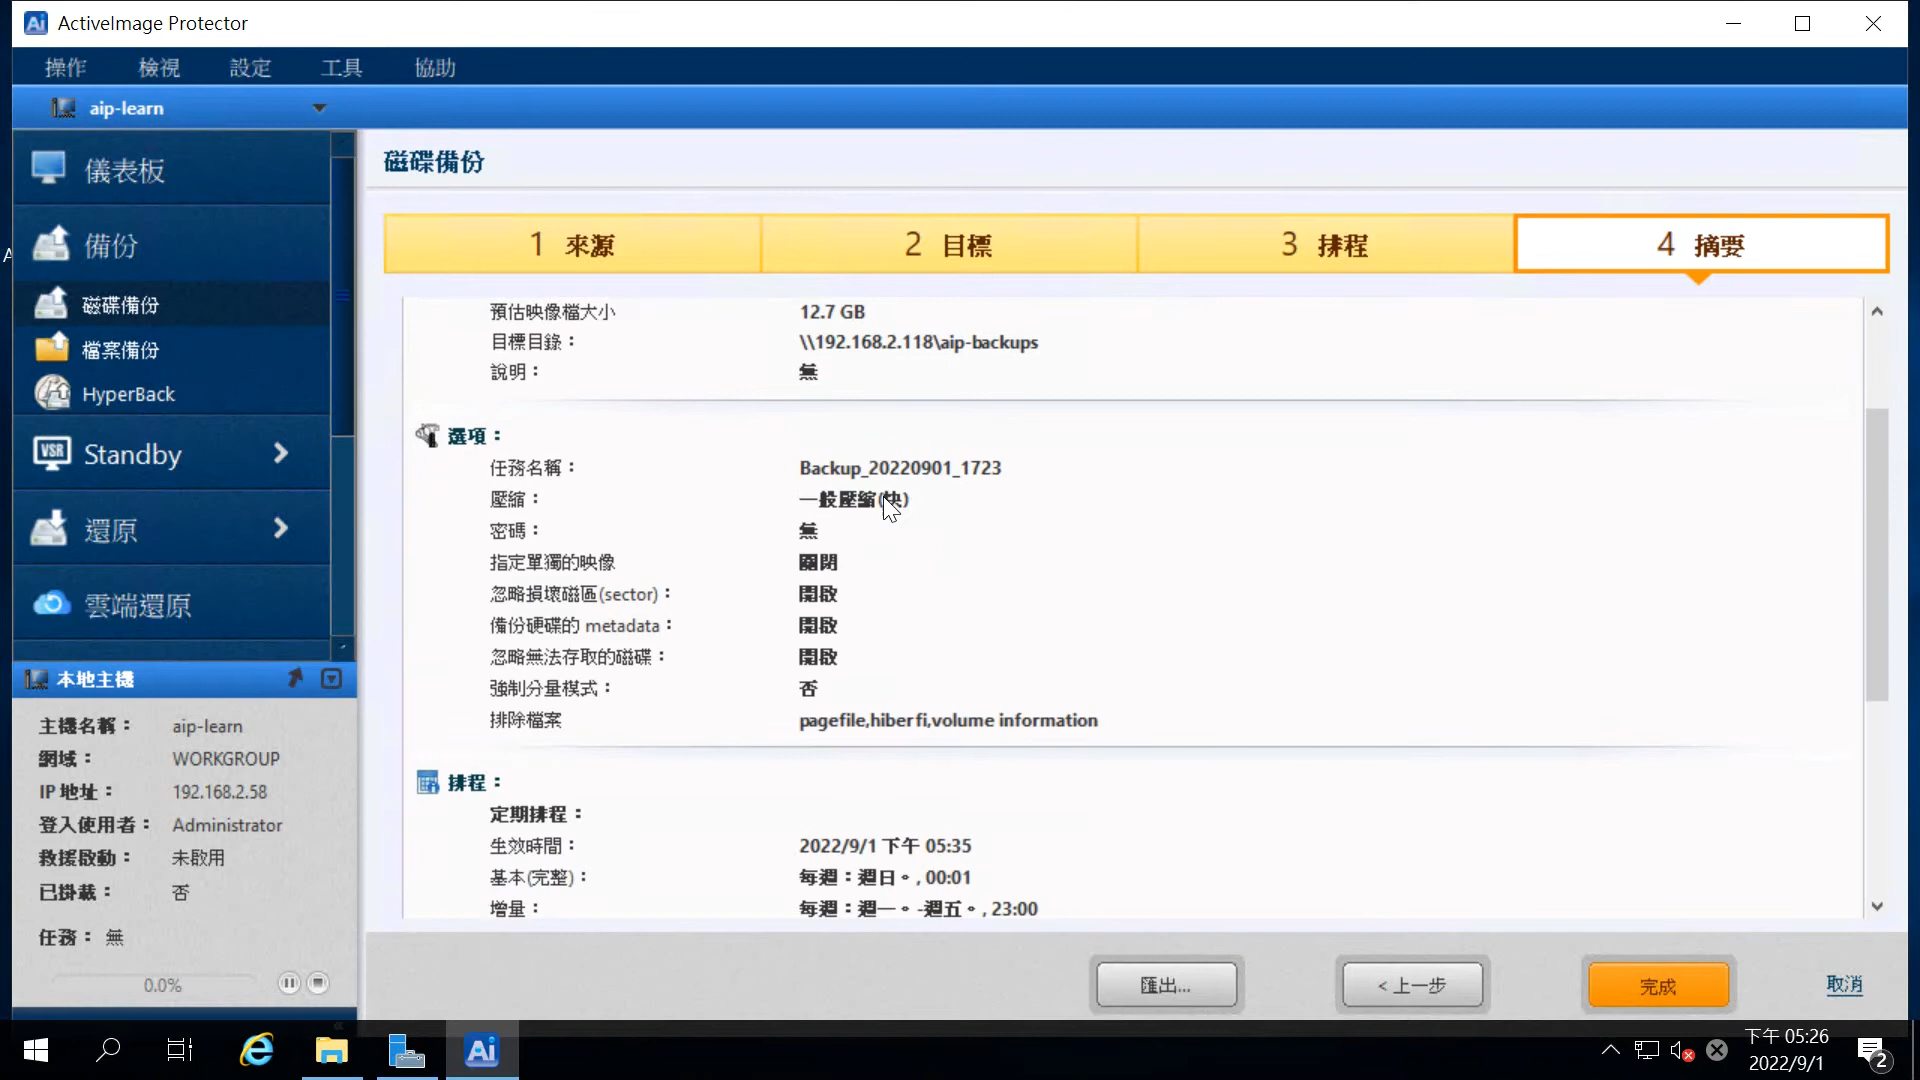 ActiveImage Protector
操作 檢視 設定 工具 協助
aip-learn
儀表板
備份
磁碟備份
檔案備份
HyperBack
VSR Standby
還原
雲端還原
本地主機
主機名稱： aip-learn
網域： WORKGROUP
IP 地址： 192.168.2.58
登入使用者： Administrator
救援啟動： 未啟用
已掛載： 否
任務： 無
0.0%
磁碟備份
1 來源
2 目標
3 排程
4 摘要
預估映像檔大小 12.7 GB
目標目錄： \\192.168.2.118\aip-backups
說明： 無
選項：
任務名稱： Backup_20220901_1723
壓縮： 一般壓縮(快)
密碼： 無
指定單獨的映像 關閉
忽略損壞磁區(sector)： 開啟
備份硬碟的 metadata： 開啟
忽略無法存取的磁碟： 開啟
強制分量模式： 否
排除檔案 pagefile,hiberfi,volume information
排程：
定期排程：
生效時間： 2022/9/1 下午 05:35
基本(完整)： 每週：週日。, 00:01
增量： 每週：週一。-週五。, 23:00
匯出...
< 上一步
完成
取消
Ai
下午 05:26
2022/9/1
2